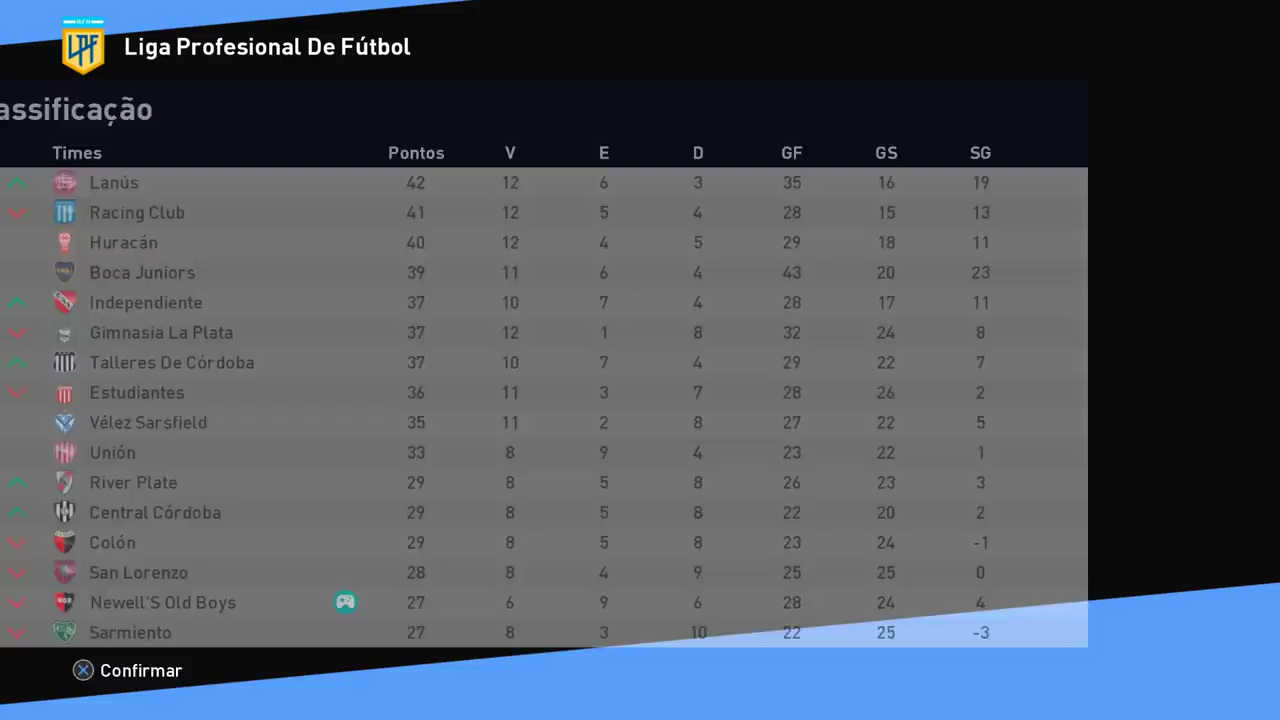 AFA
LPF
Liga Profesional De Fútbol
assificação
Times Pontos V E D GF GS SG
Lanús 42 12 6 3 35 16 19
Racing Club 41 12 5 4 28 15 13
Huracán 40 12 4 5 29 18 11
Boca Juniors 39 11 6 4 43 20 23
Independiente 37 10 7 4 28 17 11
Gimnasia La Plata 37 12 1 8 32 24 8
Talleres De Córdoba 37 10 7 4 29 22 7
Estudiantes 36 11 3 7 28 26 2
Vélez Sarsfield 35 11 2 8 27 22 5
Unión 33 8 9 4 23 22 1
River Plate 29 8 5 8 26 23 3
Central Córdoba 29 8 5 8 22 20 2
Colón 29 8 5 8 23 24 -1
San Lorenzo 28 8 4 9 25 25 0
Newell'S Old Boys 27 6 9 6 28 24 4
Sarmiento 27 8 3 10 22 25 -3
Confirmar